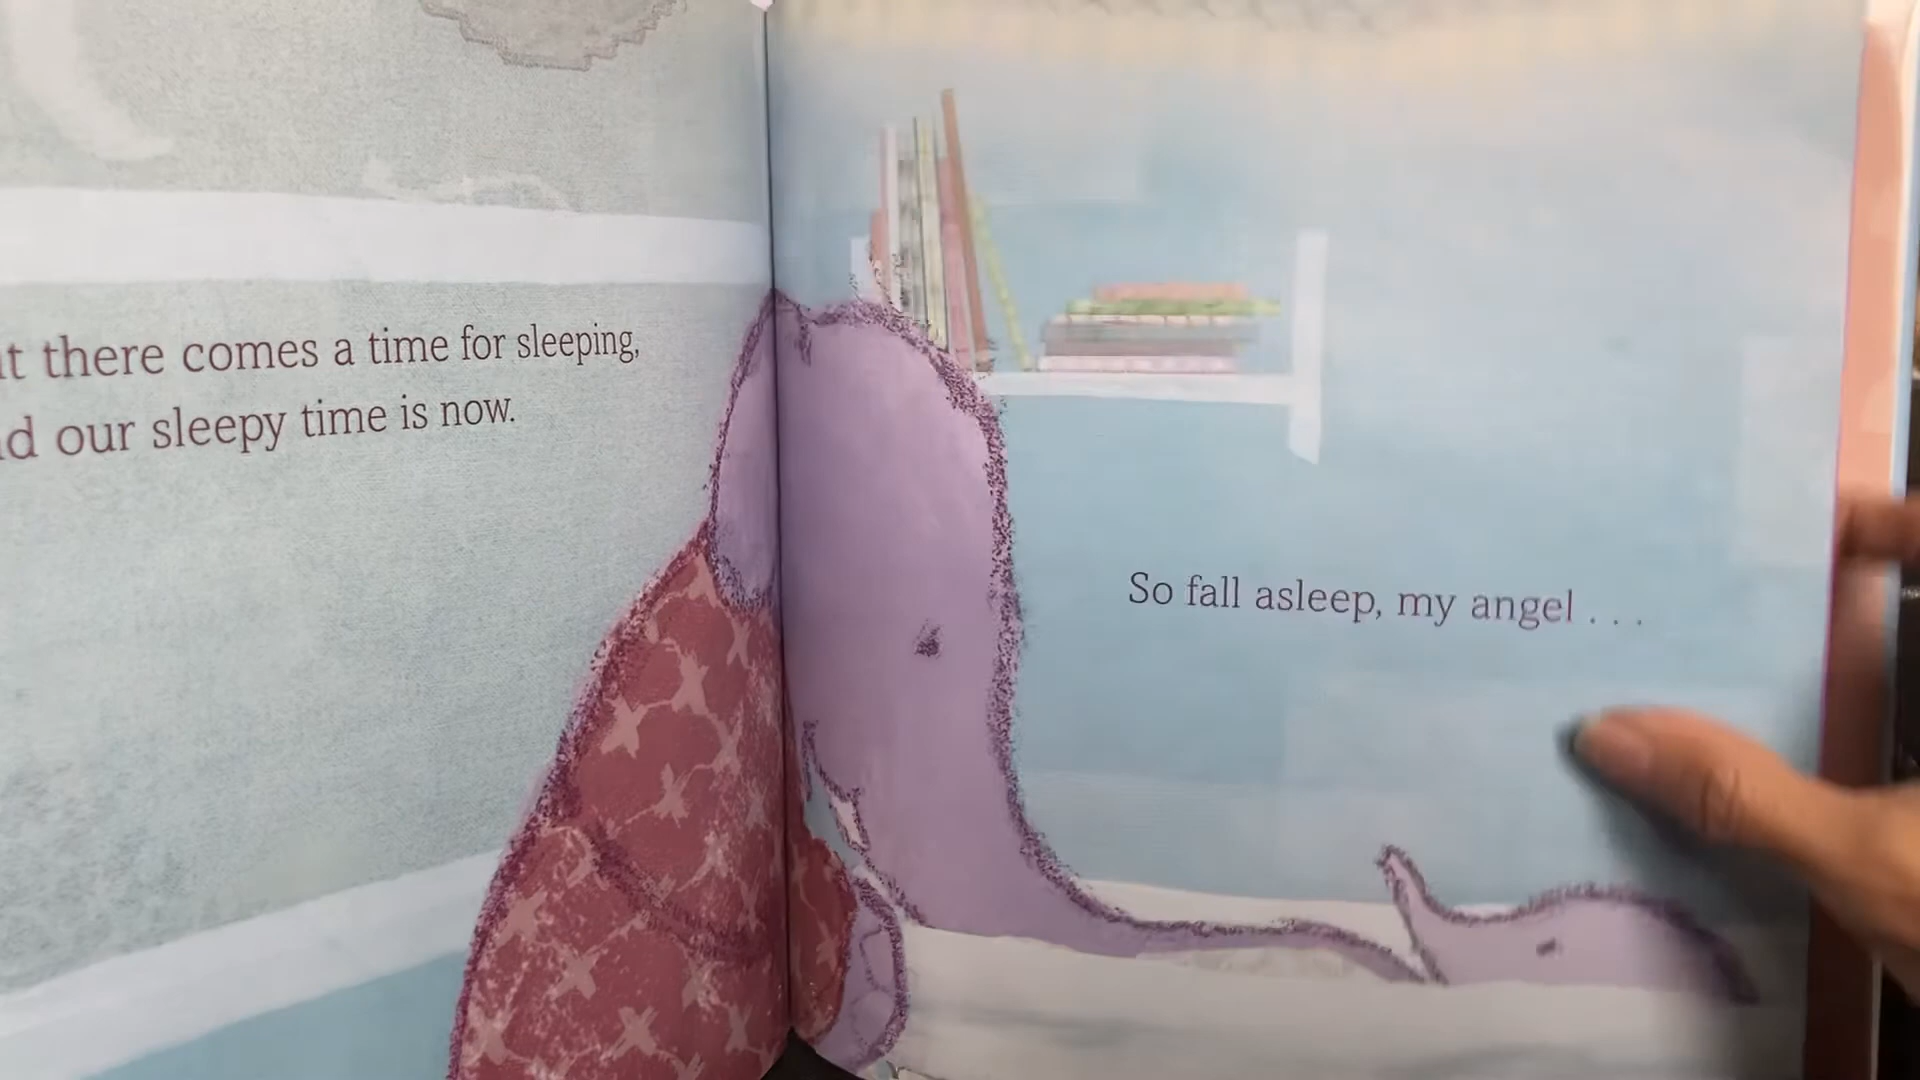 there comes a time for sleeping,
our sleepy time is now.
So fall asleep, my angel . . .